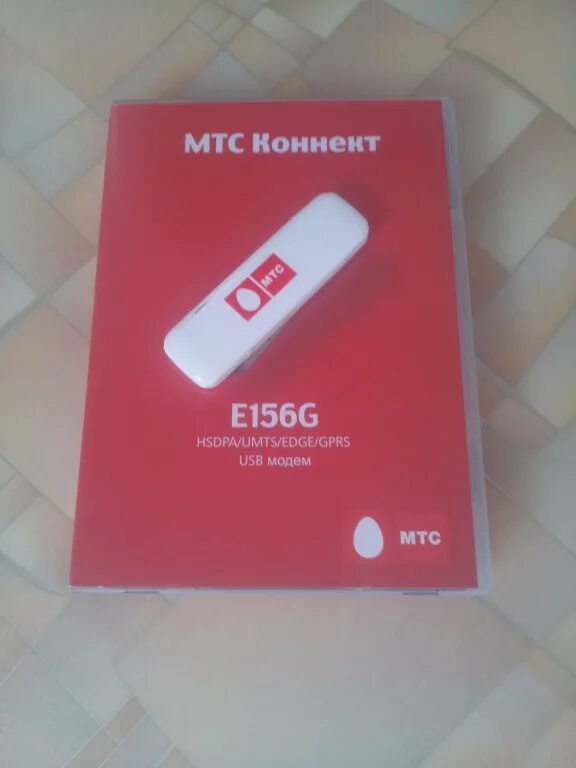 МТС Коннект
МТС
E156G
HSDPA/UMTS/EDGE/GPRS
USB модем
МТС